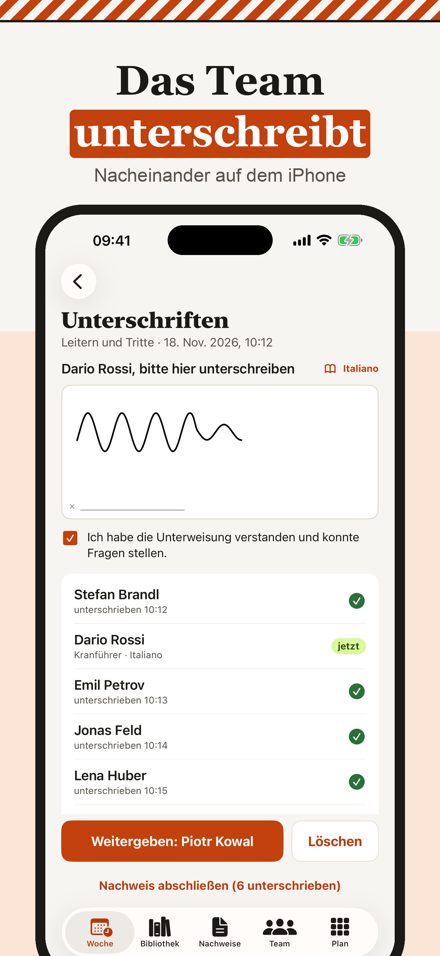 Das Team
unterschreibt
Nacheinander auf dem iPhone
09:41
Unterschriften
Leitern und Tritte · 18. Nov. 2026, 10:12
Dario Rossi, bitte hier unterschreiben
Italiano
×
Ich habe die Unterweisung verstanden und konnte
Fragen stellen.
Stefan Brandl
unterschrieben 10:12
Dario Rossi
Kranführer · Italiano
jetzt
Emil Petrov
unterschrieben 10:13
Jonas Feld
unterschrieben 10:14
Lena Huber
unterschrieben 10:15
Weitergeben: Piotr Kowal
Löschen
Nachweis abschließen (6 unterschrieben)
Woche
Bibliothek
Nachweise
Team
Plan